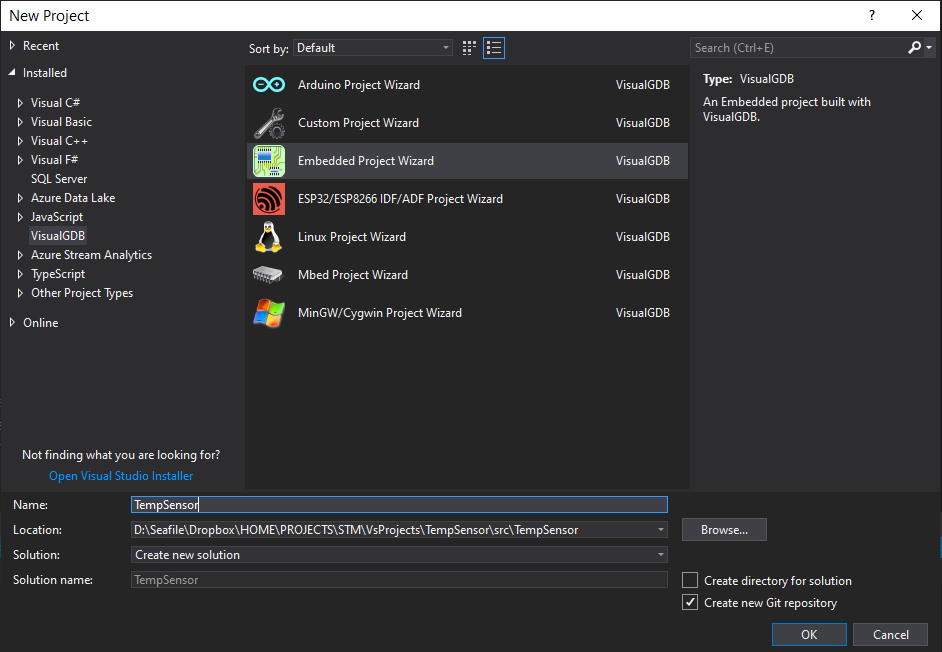 New Project
?
Recent
Installed
Visual C#
Visual Basic
Visual C++
Visual F#
SQL Server
Azure Data Lake
JavaScript
VisualGDB
Azure Stream Analytics
TypeScript
Other Project Types
Online
Not finding what you are looking for?
Open Visual Studio Installer
Sort by: Default
Arduino Project Wizard VisualGDB
Custom Project Wizard VisualGDB
Embedded Project Wizard VisualGDB
ESP32/ESP8266 IDF/ADF Project Wizard VisualGDB
Linux Project Wizard VisualGDB
Mbed Project Wizard VisualGDB
MinGW/Cygwin Project Wizard VisualGDB
Search (Ctrl+E)
Type: VisualGDB
An Embedded project built with
VisualGDB.
Name: TempSensor
Location: D:\Seafile\Dropbox\HOME\PROJECTS\STM\VsProjects\TempSensor\src\TempSensor Browse...
Solution: Create new solution
Solution name: TempSensor
Create directory for solution
Create new Git repository
OK Cancel